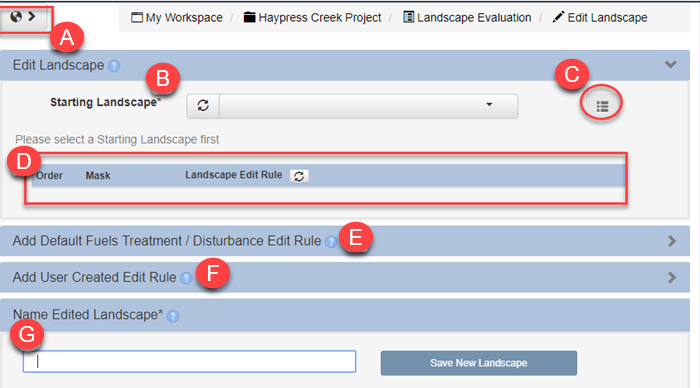 My Workspace / Haypress Creek Project / Landscape Evaluation / Edit Landscape
A
Edit Landscape ?
B
C
Starting Landscape*
Please select a Starting Landscape first
D
Order Mask Landscape Edit Rule
Add Default Fuels Treatment / Disturbance Edit Rule ? E
Add User Created Edit Rule ? F
Name Edited Landscape* ?
G
Save New Landscape